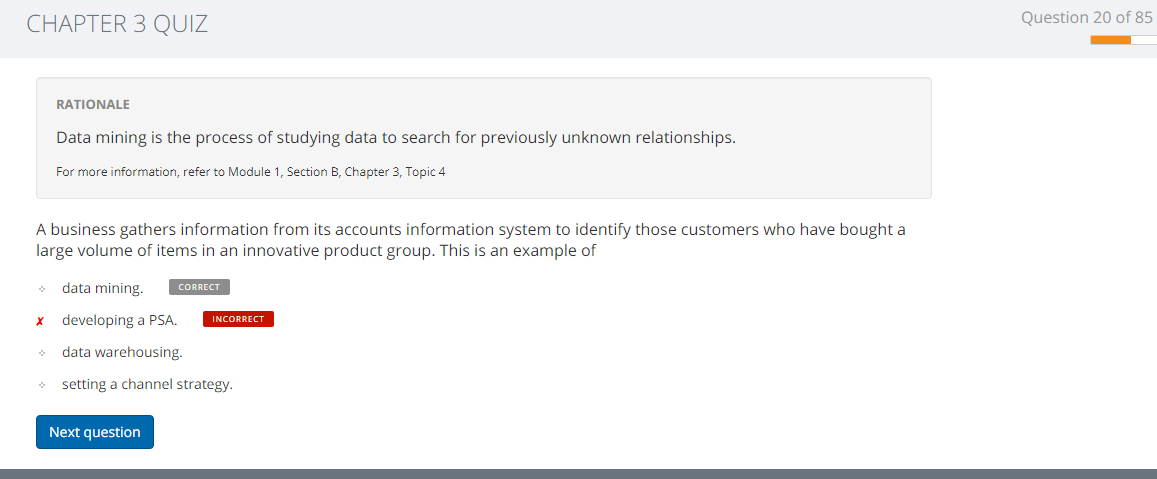 CHAPTER 3 QUIZ
Question 20 of 85
RATIONALE
Data mining is the process of studying data to search for previously unknown relationships.
For more information, refer to Module 1, Section B, Chapter 3, Topic 4
A business gathers information from its accounts information system to identify those customers who have bought a
large volume of items in an innovative product group. This is an example of
data mining. CORRECT
✗ developing a PSA. INCORRECT
data warehousing.
setting a channel strategy.
Next question